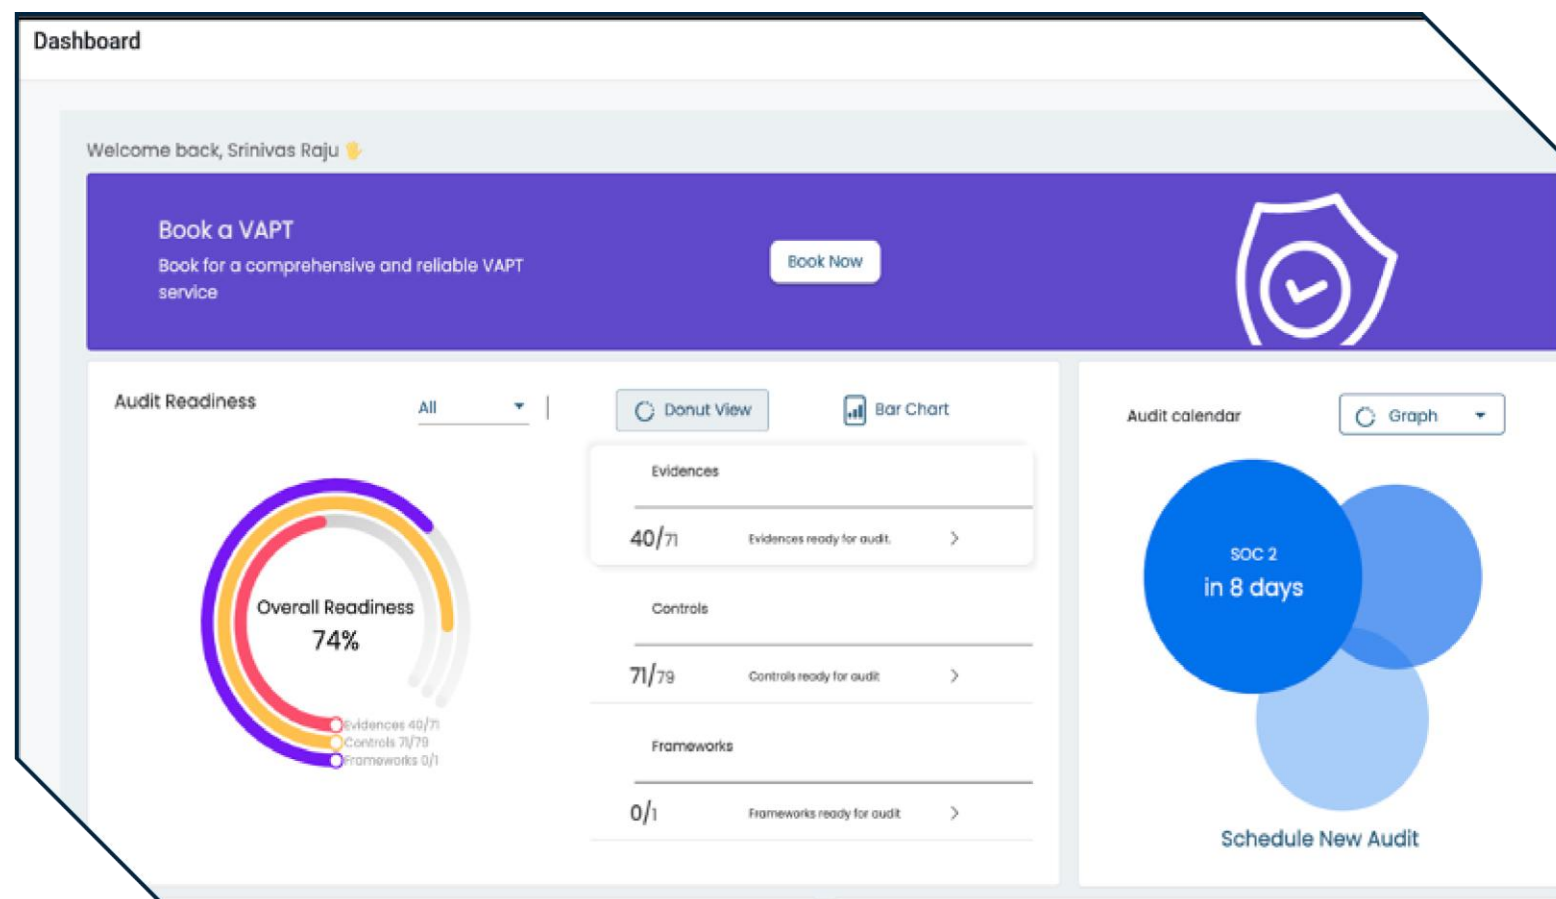 Dashboard
Welcome back, Srinivas Raju 🖐
Book a VAPT
Book for a comprehensive and reliable VAPT
service
Book Now
Audit Readiness
All
Donut View
Bar Chart
Overall Readiness
74%
Evidences 40/71
Controls 71/79
Frameworks 0/1
Evidences
40/71 Evidences ready for audit.
Controls
71/79 Controls ready for audit
Frameworks
0/1 Frameworks ready for audit
Audit calendar
Graph
SOC 2
in 8 days
Schedule New Audit